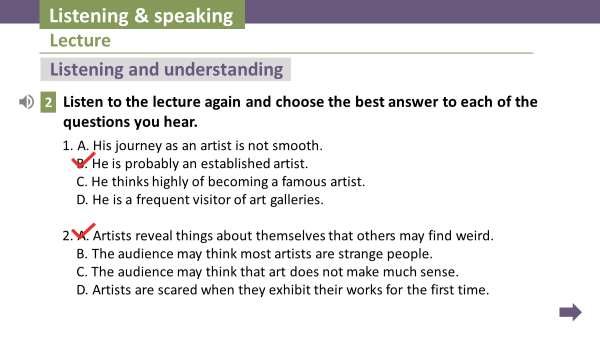 Listening & speaking
Lecture
Listening and understanding
2 Listen to the lecture again and choose the best answer to each of the
questions you hear.
1. A. His journey as an artist is not smooth.
B. He is probably an established artist.
C. He thinks highly of becoming a famous artist.
D. He is a frequent visitor of art galleries.
2. A. Artists reveal things about themselves that others may find weird.
B. The audience may think most artists are strange people.
C. The audience may think that art does not make much sense.
D. Artists are scared when they exhibit their works for the first time.